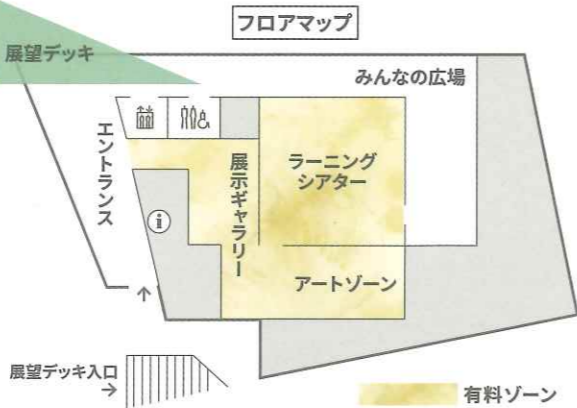 フロアマップ
展望デッキ
みんなの広場
エントランス
展示ギャラリー
ラーニング
シアター
i
アートゾーン
展望デッキ入口
→
有料ゾーン